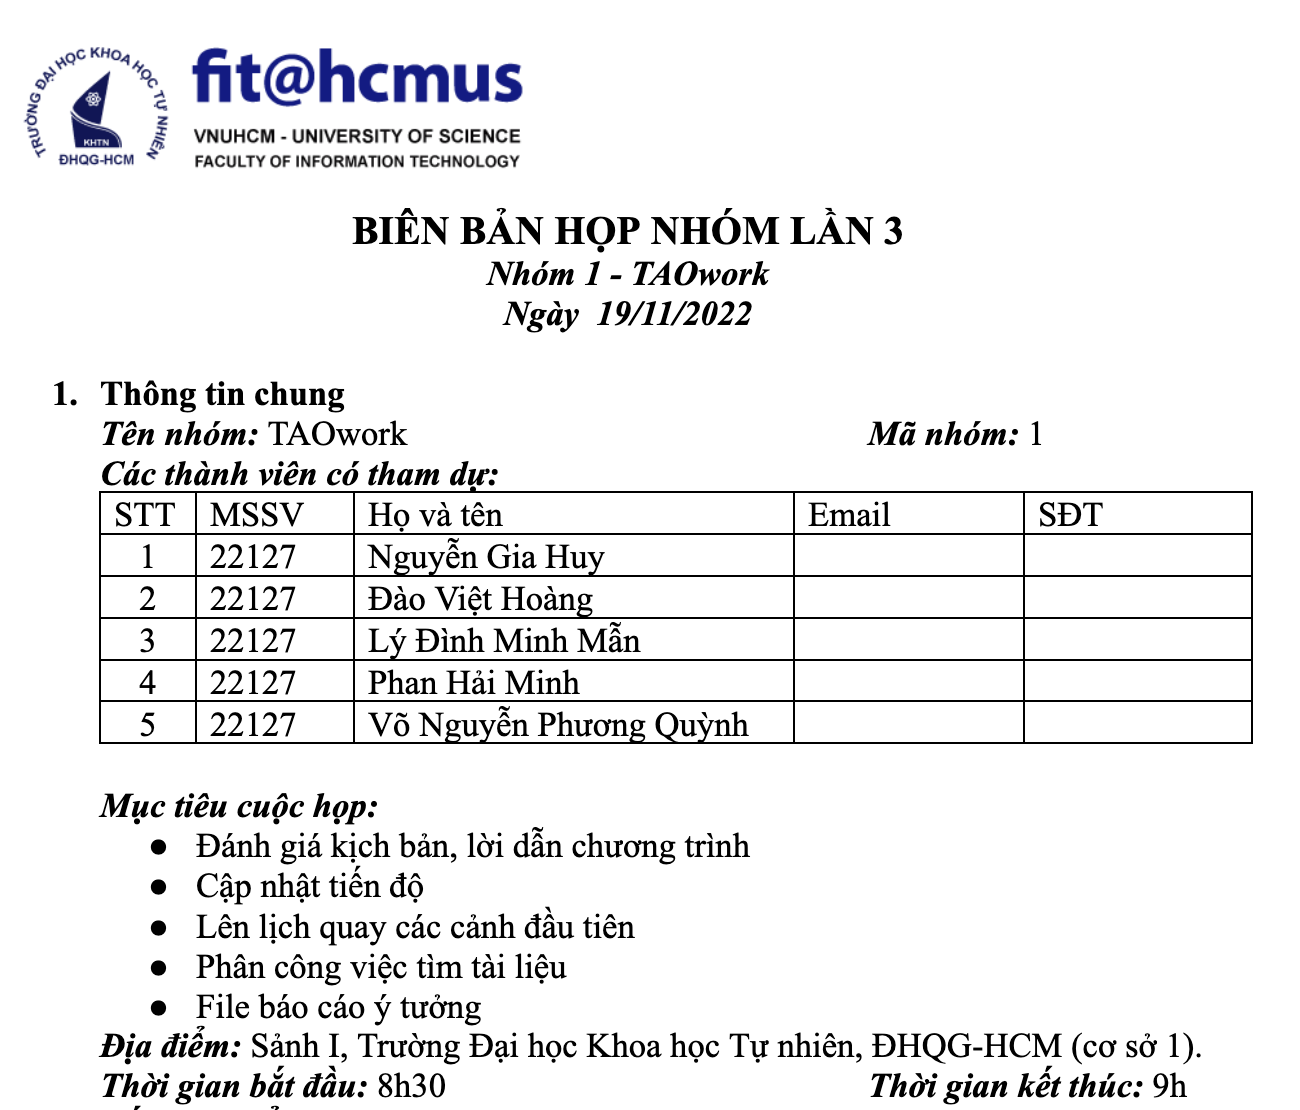 TRƯỜNG ĐẠI HỌC KHOA HỌC TỰ NHIÊN
KHTN
ĐHQG-HCM
fit@hcmus
VNUHCM - UNIVERSITY OF SCIENCE
FACULTY OF INFORMATION TECHNOLOGY
BIÊN BẢN HỌP NHÓM LẦN 3
Nhóm 1 - TAOwork
Ngày 19/11/2022
1. Thông tin chung
Tên nhóm: TAOwork Mã nhóm: 1
Các thành viên có tham dự:
STT MSSV Họ và tên Email SĐT
1 22127 Nguyễn Gia Huy
2 22127 Đào Việt Hoàng
3 22127 Lý Đình Minh Mẫn
4 22127 Phan Hải Minh
5 22127 Võ Nguyễn Phương Quỳnh
Mục tiêu cuộc họp:
● Đánh giá kịch bản, lời dẫn chương trình
● Cập nhật tiến độ
● Lên lịch quay các cảnh đầu tiên
● Phân công việc tìm tài liệu
● File báo cáo ý tưởng
Địa điểm: Sảnh I, Trường Đại học Khoa học Tự nhiên, ĐHQG-HCM (cơ sở 1).
Thời gian bắt đầu: 8h30 Thời gian kết thúc: 9h